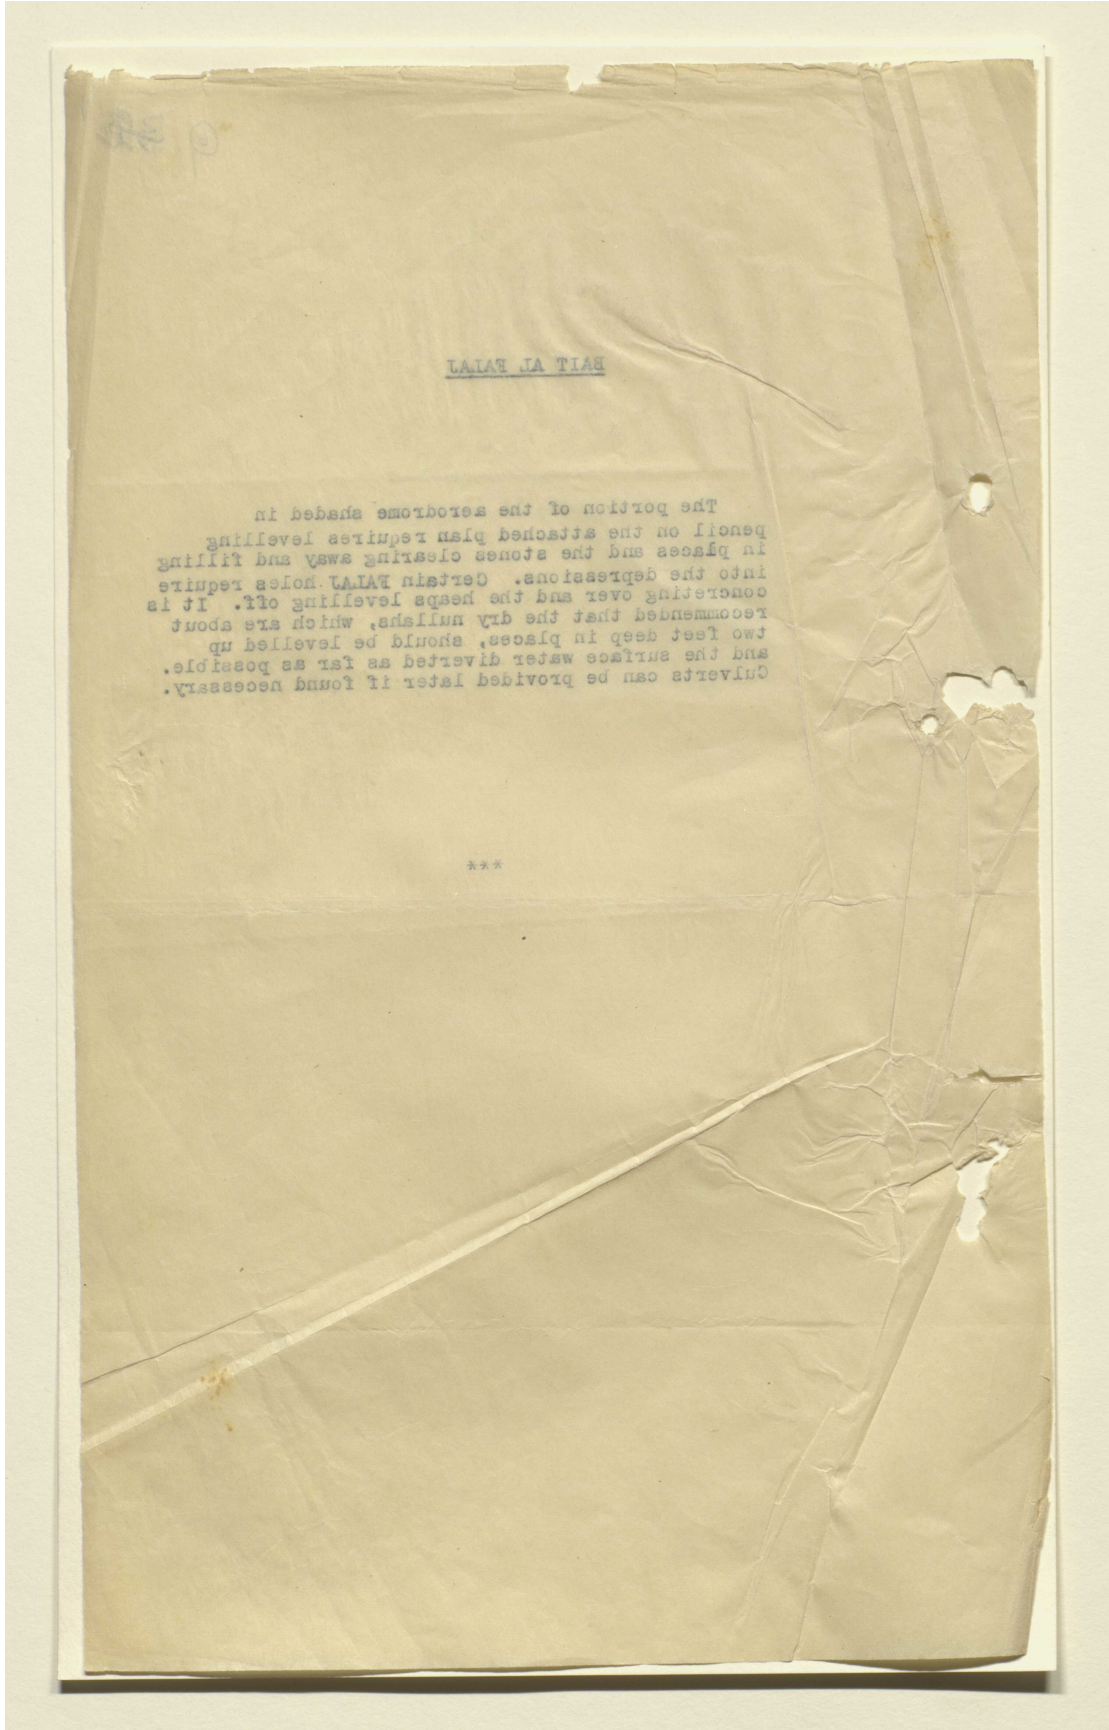 BAIT AL FALAJ
The portion of the aerodrome shaded in
pencil on the attached plan requires levelling
in places and the stones clearing away and filling
into the depressions. Certain FALAJ holes require
concreting over and the heaps levelling off. It is
recommended that the dry nullahs, which are about
two feet deep in places, should be levelled up
and the surface water diverted as far as possible.
Culverts can be provided later if found necessary.
***